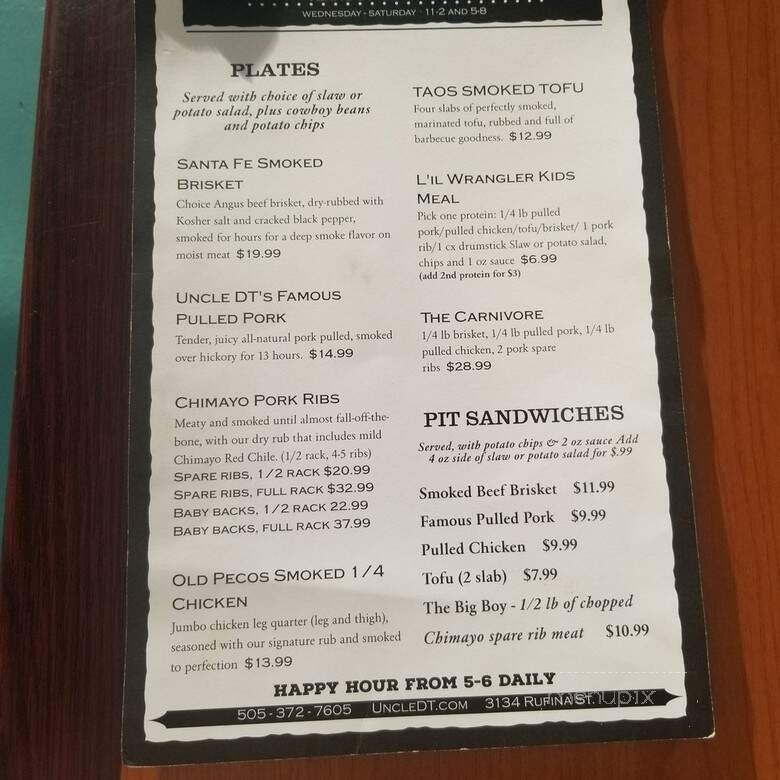 WEDNESDAY - SATURDAY · 11-2 AND 5-8
PLATES
Served with choice of slaw or
potato salad, plus cowboy beans
and potato chips
SANTA FE SMOKED
BRISKET
Choice Angus beef brisket, dry-rubbed with
Kosher salt and cracked black pepper,
smoked for hours for a deep smoke flavor on
moist meat $19.99
UNCLE DT'S FAMOUS
PULLED PORK
Tender, juicy all-natural pork pulled, smoked
over hickory for 13 hours. $14.99
CHIMAYO PORK RIBS
Meaty and smoked until almost fall-off-the-
bone, with our dry rub that includes mild
Chimayo Red Chile. (1/2 rack, 4-5 ribs)
SPARE RIBS, 1/2 RACK $20.99
SPARE RIBS, FULL RACK $32.99
BABY BACKS, 1/2 RACK 22.99
BABY BACKS, FULL RACK 37.99
OLD PECOS SMOKED 1/4
CHICKEN
Jumbo chicken leg quarter (leg and thigh),
seasoned with our signature rub and smoked
to perfection $13.99
TAOS SMOKED TOFU
Four slabs of perfectly smoked,
marinated tofu, rubbed and full of
barbecue goodness. $12.99
L'IL WRANGLER KIDS
MEAL
Pick one protein: 1/4 lb pulled
pork/pulled chicken/tofu/brisket/ 1 pork
rib/1 cx drumstick Slaw or potato salad,
chips and 1 oz sauce $6.99
(add 2nd protein for $3)
THE CARNIVORE
1/4 lb brisket, 1/4 lb pulled pork, 1/4 lb
pulled chicken, 2 pork spare
ribs $28.99
PIT SANDWICHES
Served, with potato chips & 2 oz sauce Add
4 oz side of slaw or potato salad for $.99
Smoked Beef Brisket $11.99
Famous Pulled Pork $9.99
Pulled Chicken $9.99
Tofu (2 slab) $7.99
The Big Boy - 1/2 lb of chopped
Chimayo spare rib meat $10.99
HAPPY HOUR FROM 5-6 DAILY
505-372-7605 UNCLEDT.COM 3134 RUFINA ST.
menupix